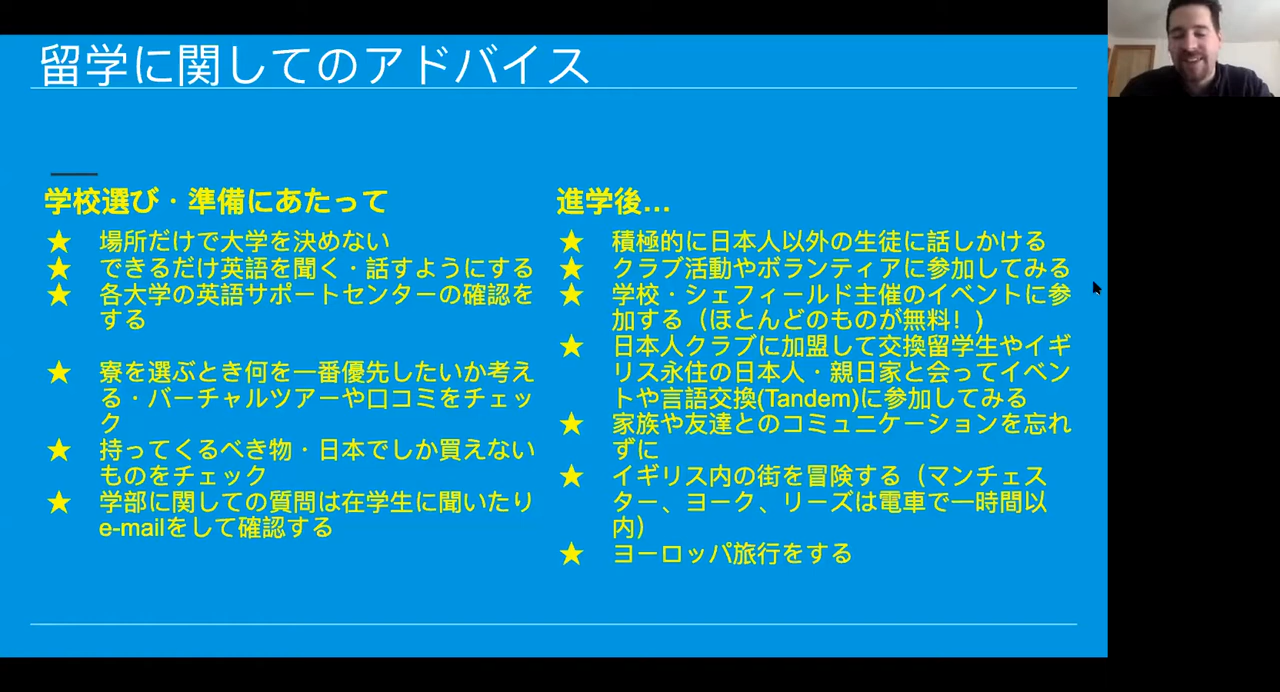 留学に関してのアドバイス
学校選び・準備にあたって
★ 場所だけで大学を決めない
★ できるだけ英語を聞く・話すようにする
★ 各大学の英語サポートセンターの確認を
する
★ 寮を選ぶとき何を一番優先したいか考え
る・バーチャルツアーや口コミをチェッ
ク
★ 持ってくるべき物・日本でしか買えない
ものをチェック
★ 学部に関しての質問は在学生に聞いたり
e-mailをして確認する
進学後...
★ 積極的に日本人以外の生徒に話しかける
★ クラブ活動やボランティアに参加してみる
★ 学校・シェフィールド主催のイベントに参
加する（ほとんどのものが無料！）
★ 日本人クラブに加盟して交換留学生やイギ
リス永住の日本人・親日家と会ってイベン
トや言語交換(Tandem)に参加してみる
★ 家族や友達とのコミュニケーションを忘れ
ずに
★ イギリス内の街を冒険する（マンチェス
ター、ヨーク、リーズは電車で一時間以
内）
★ ヨーロッパ旅行をする